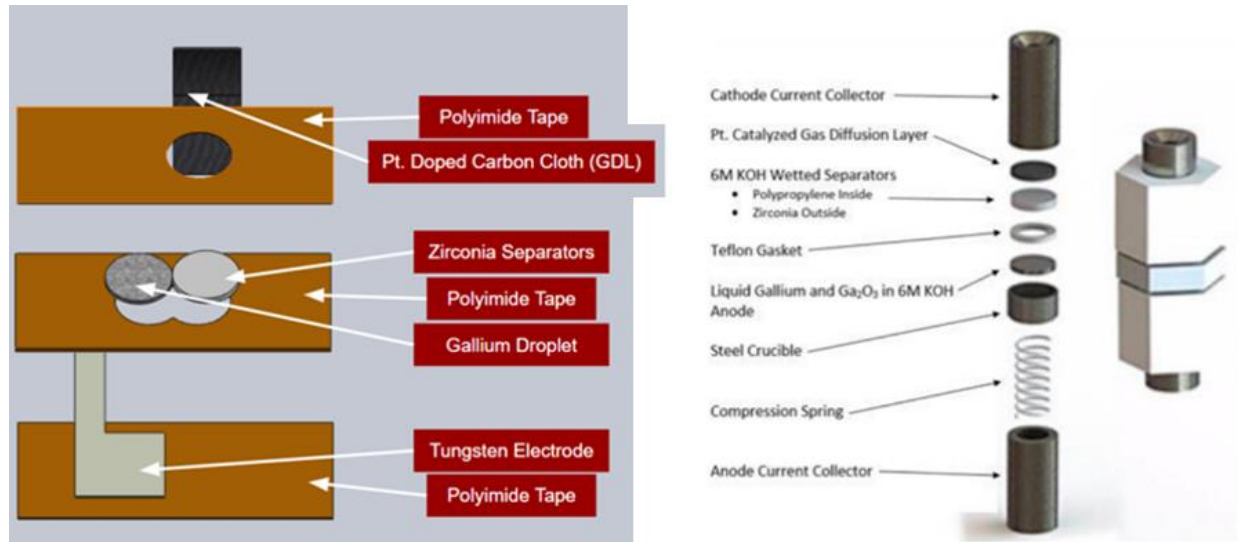 Polyimide Tape
Pt. Doped Carbon Cloth (GDL)
Zirconia Separators
Polyimide Tape
Gallium Droplet
Tungsten Electrode
Polyimide Tape
Cathode Current Collector
Pt. Catalyzed Gas Diffusion Layer
6M KOH Wetted Separators
• Polypropylene Inside
• Zirconia Outside
Teflon Gasket
Liquid Gallium and Ga₂O₃ in 6M KOH
Anode
Steel Crucible
Compression Spring
Anode Current Collector